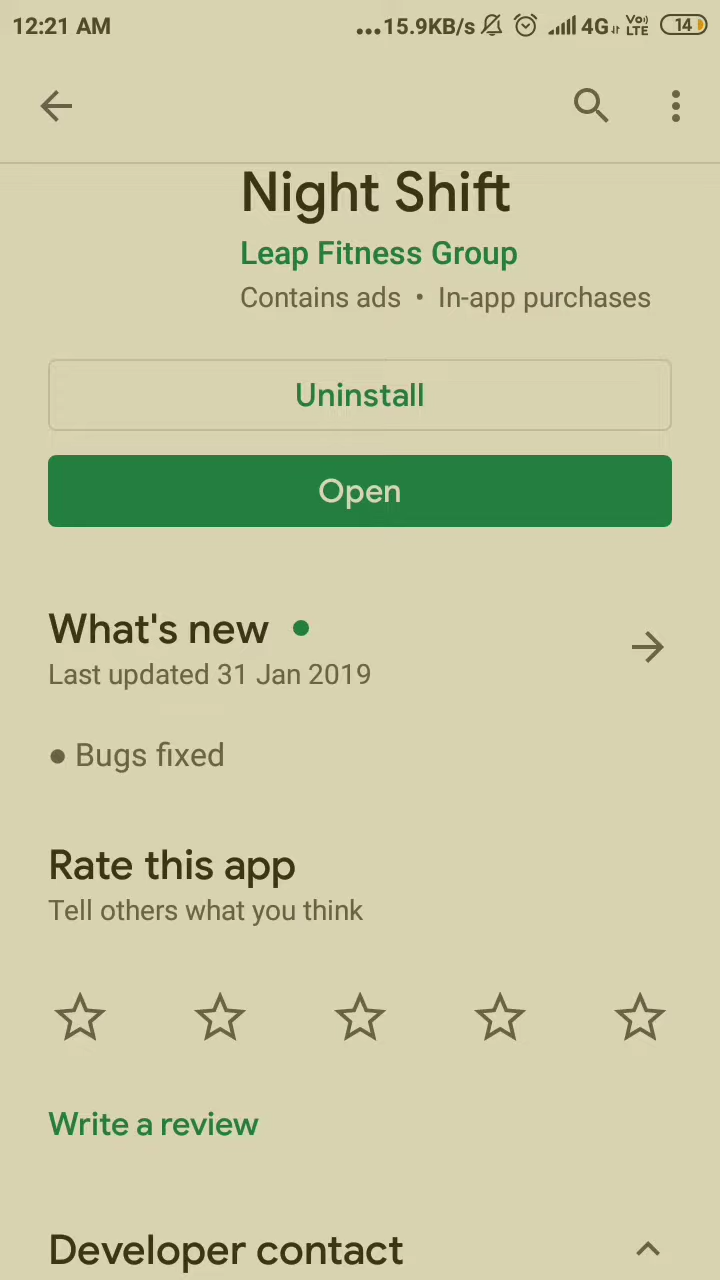 12:21 AM ...15.9KB/s 4G Vo) LTE 14
Night Shift
Leap Fitness Group
Contains ads • In-app purchases
Uninstall
Open
What's new
Last updated 31 Jan 2019
● Bugs fixed
Rate this app
Tell others what you think
Write a review
Developer contact